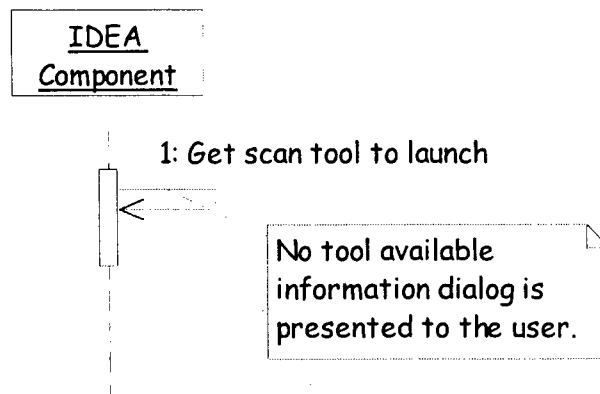 IDEA
Component
1: Get scan tool to launch
No tool available
information dialog is
presented to the user.